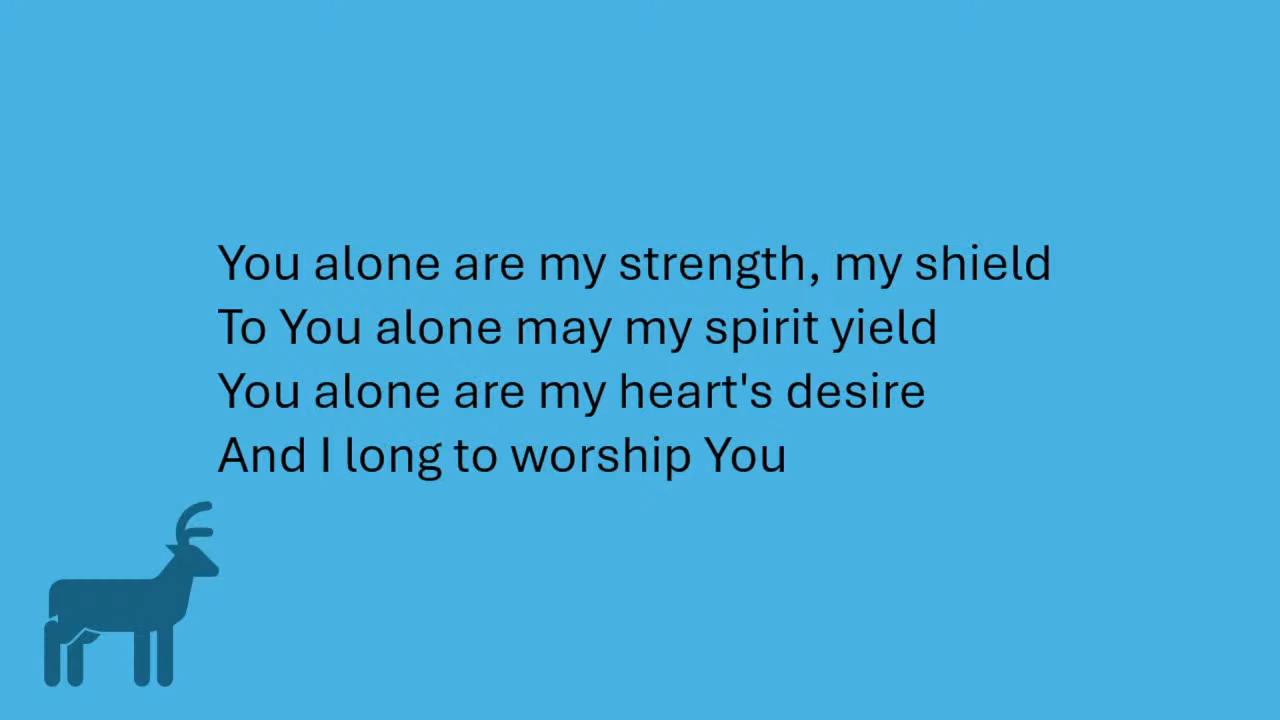 You alone are my strength, my shield
To You alone may my spirit yield
You alone are my heart's desire
And I long to worship You